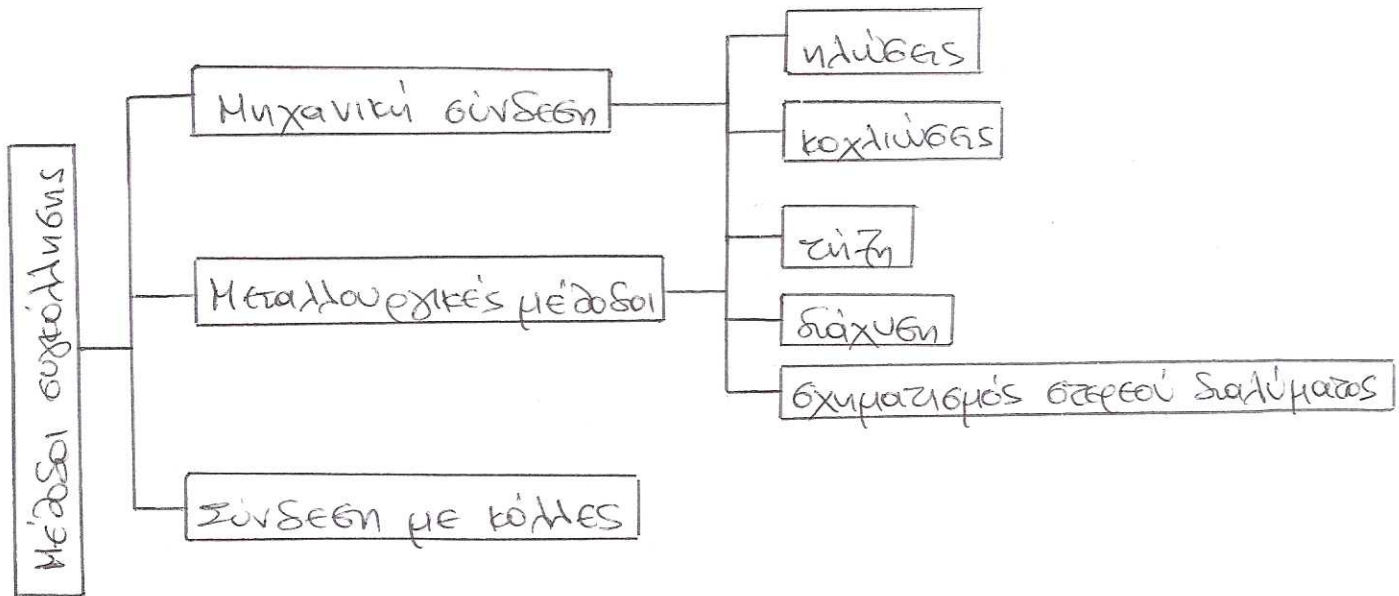 Μέθοδοι συγκόλλησης
Μηχανική σύνδεση
ηλώσεις
κοχλιώσεις
Μεταλλουργικές μέθοδοι
τήξη
διάχυση
σχηματισμός στερεού διαλύματος
Σύνδεση με κόλλες